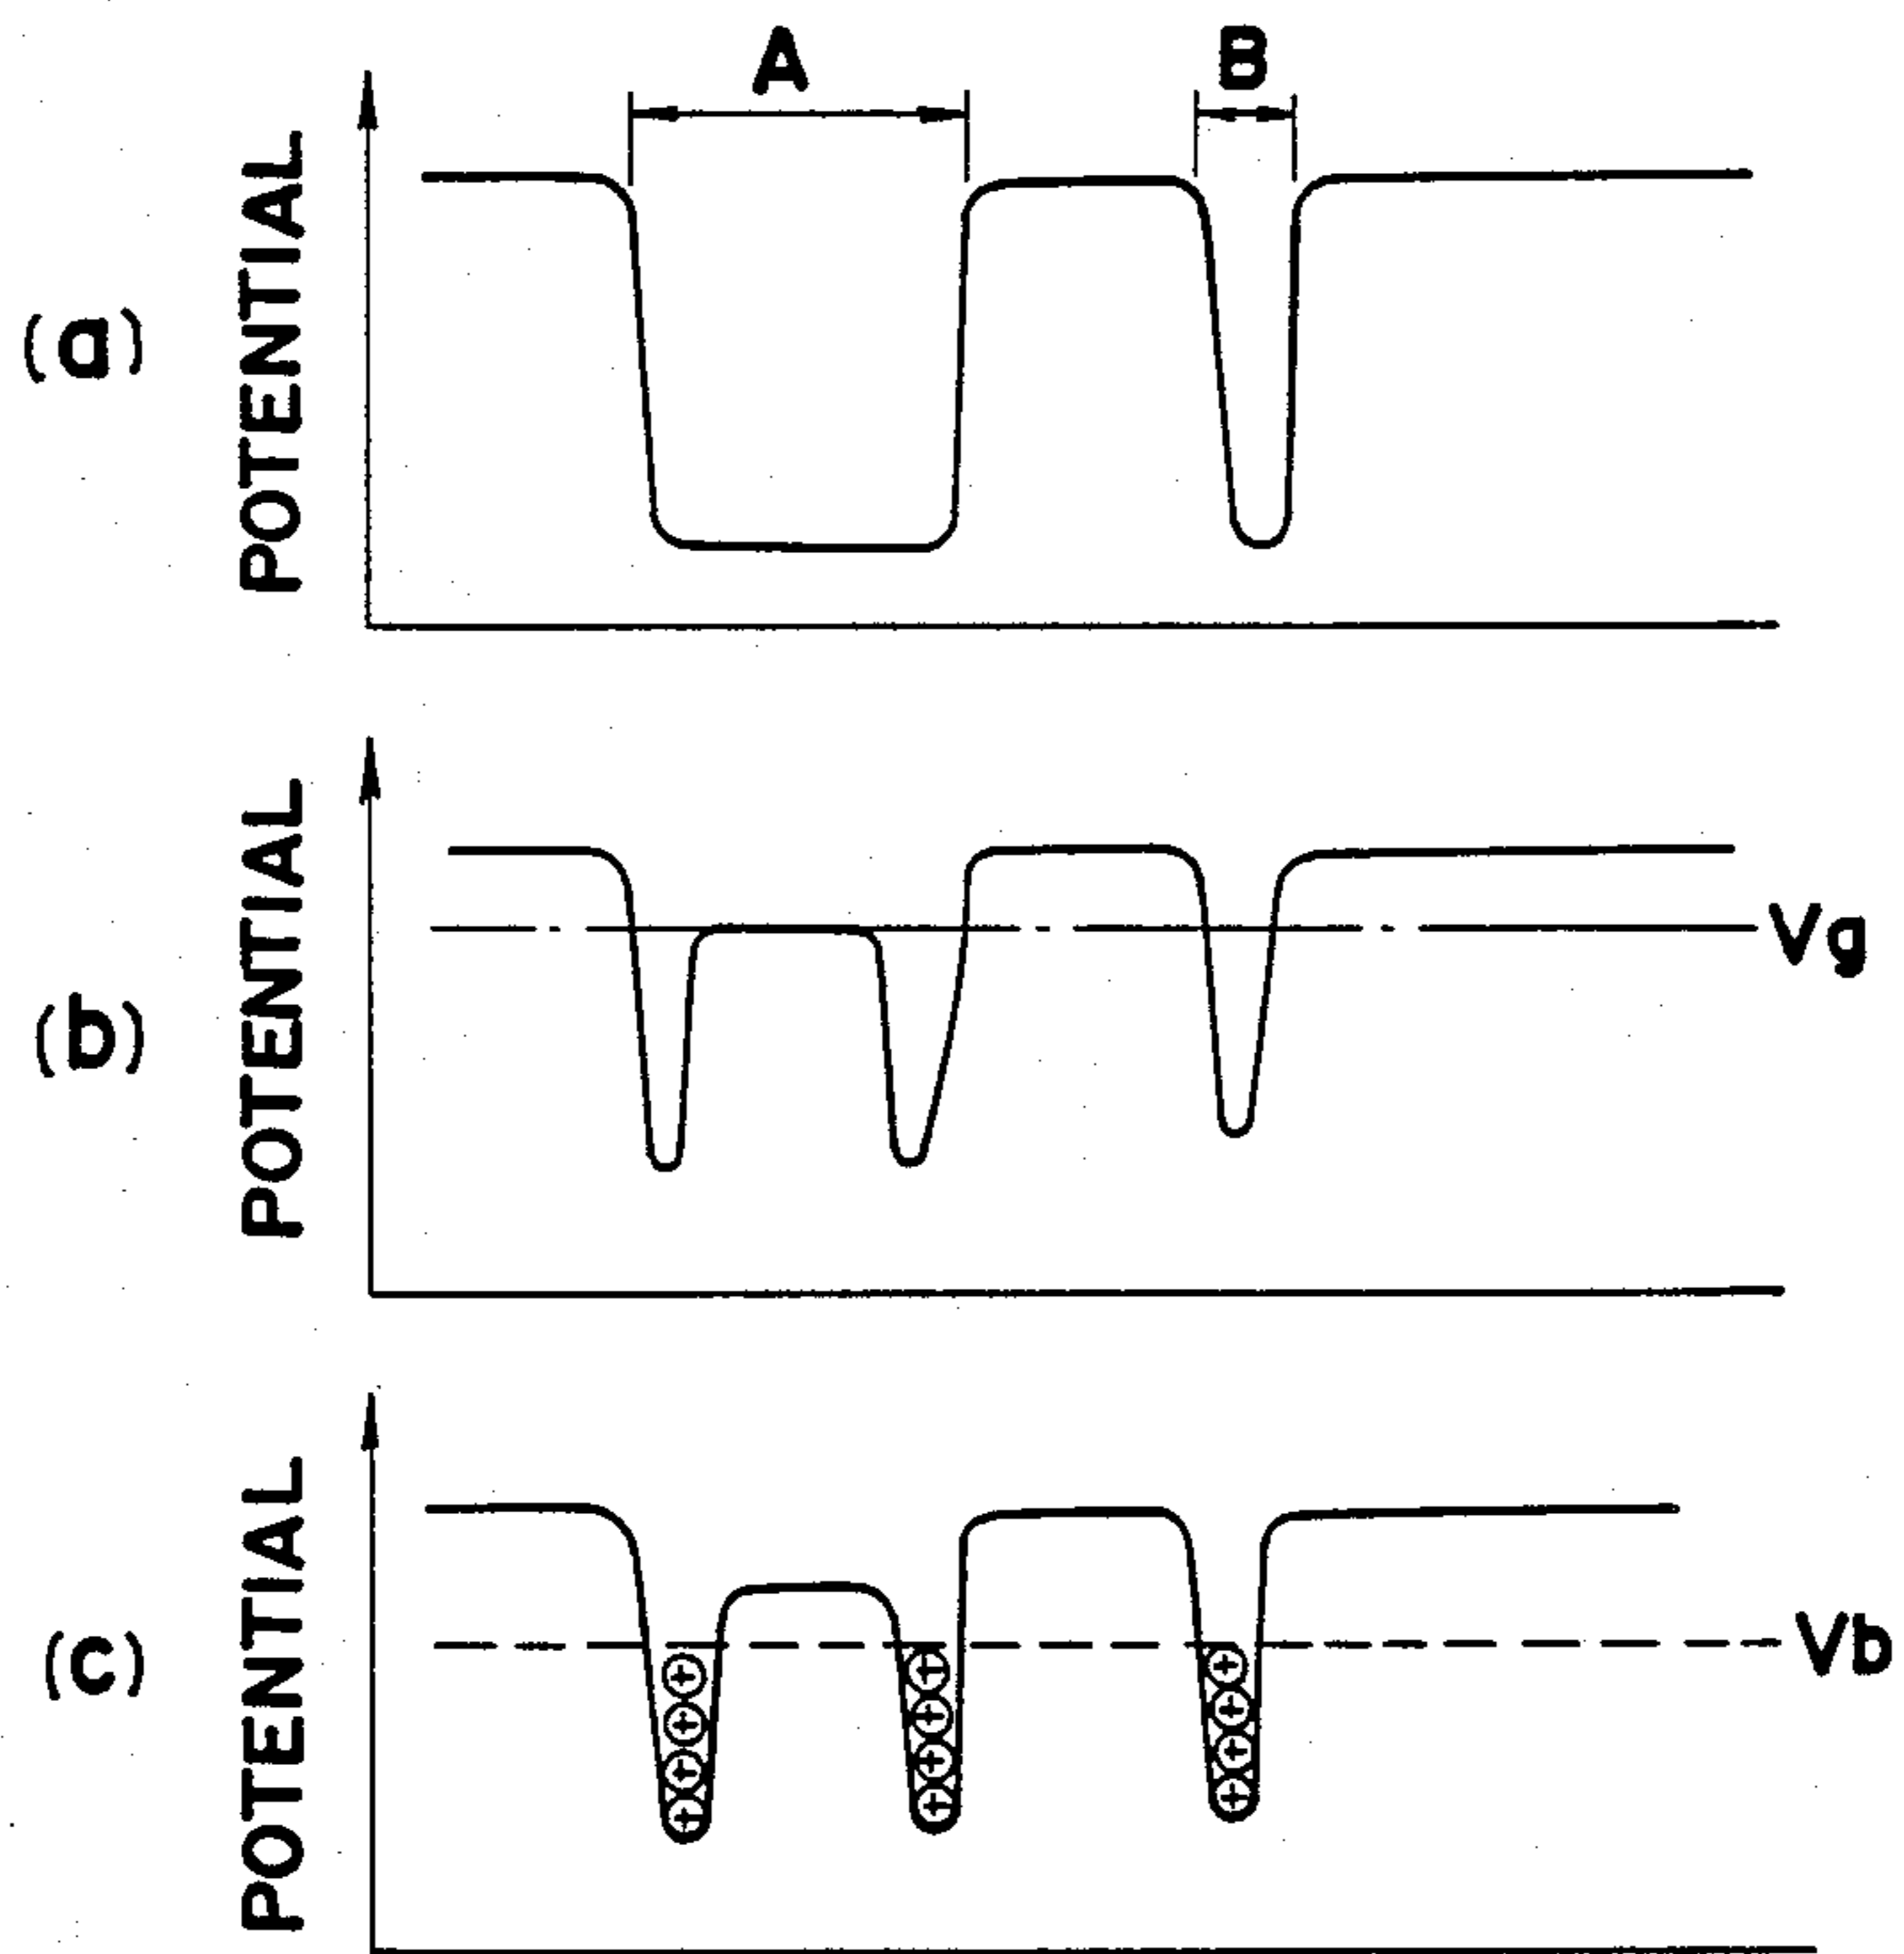 A
B
(a)
POTENTIAL
(b)
POTENTIAL
Vg
(c)
POTENTIAL
Vb